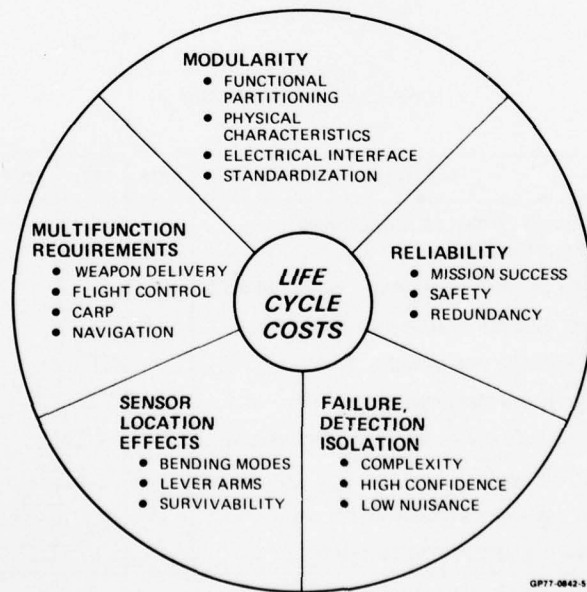 MODULARITY
• FUNCTIONAL
PARTITIONING
• PHYSICAL
CHARACTERISTICS
• ELECTRICAL INTERFACE
• STANDARDIZATION
MULTIFUNCTION
REQUIREMENTS
• WEAPON DELIVERY
• FLIGHT CONTROL
• CARP
• NAVIGATION
LIFE
CYCLE
COSTS
RELIABILITY
• MISSION SUCCESS
• SAFETY
• REDUNDANCY
SENSOR
LOCATION
EFFECTS
• BENDING MODES
• LEVER ARMS
• SURVIVABILITY
FAILURE,
DETECTION
ISOLATION
• COMPLEXITY
• HIGH CONFIDENCE
• LOW NUISANCE
GP77-0842-5